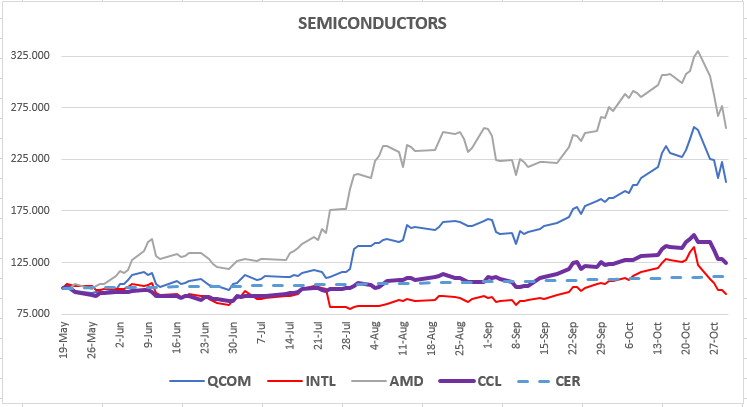 SEMICONDUCTORS
325.000
275.000
225.000
175.000
125.000
75.000
19-May
26-May
2-Jun
9-Jun
16-Jun
23-Jun
30-Jun
7-Jul
14-Jul
21-Jul
28-Jul
4-Aug
11-Aug
18-Aug
25-Aug
1-Sep
8-Sep
15-Sep
22-Sep
29-Sep
6-Oct
13-Oct
20-Oct
27-Oct
QCOM INTL AMD CCL CER